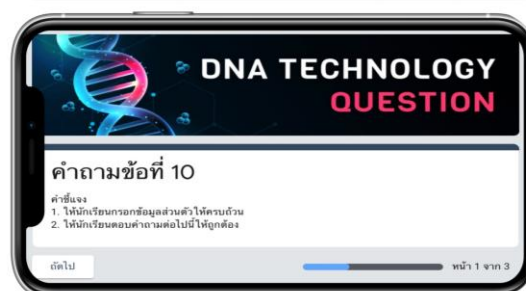 DNA TECHNOLOGY
QUESTION
คำถามข้อที่ 10
คำชี้แจง
1. ให้นักเรียนกรอกข้อมูลส่วนตัวให้ครบถ้วน
2. ให้นักเรียนตอบคำถามต่อไปนี้ให้ถูกต้อง
ถัดไป
หน้า 1 จาก 3